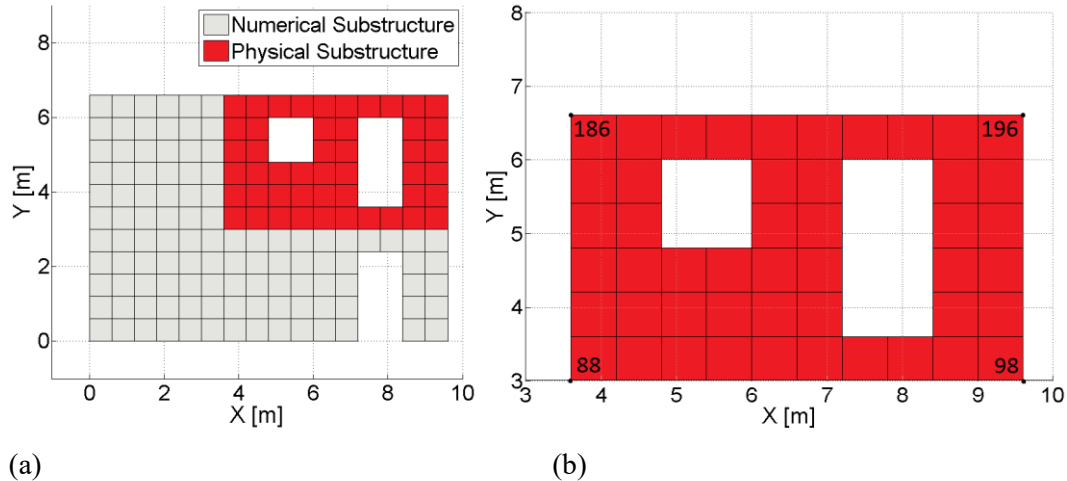 Numerical Substructure
Physical Substructure
8
6
4
2
0
Y [m]
0 2 4 6 8 10
X [m]
(a)
8
7
6
5
4
3
Y [m]
186
196
88
98
3 4 5 6 7 8 9 10
X [m]
(b)